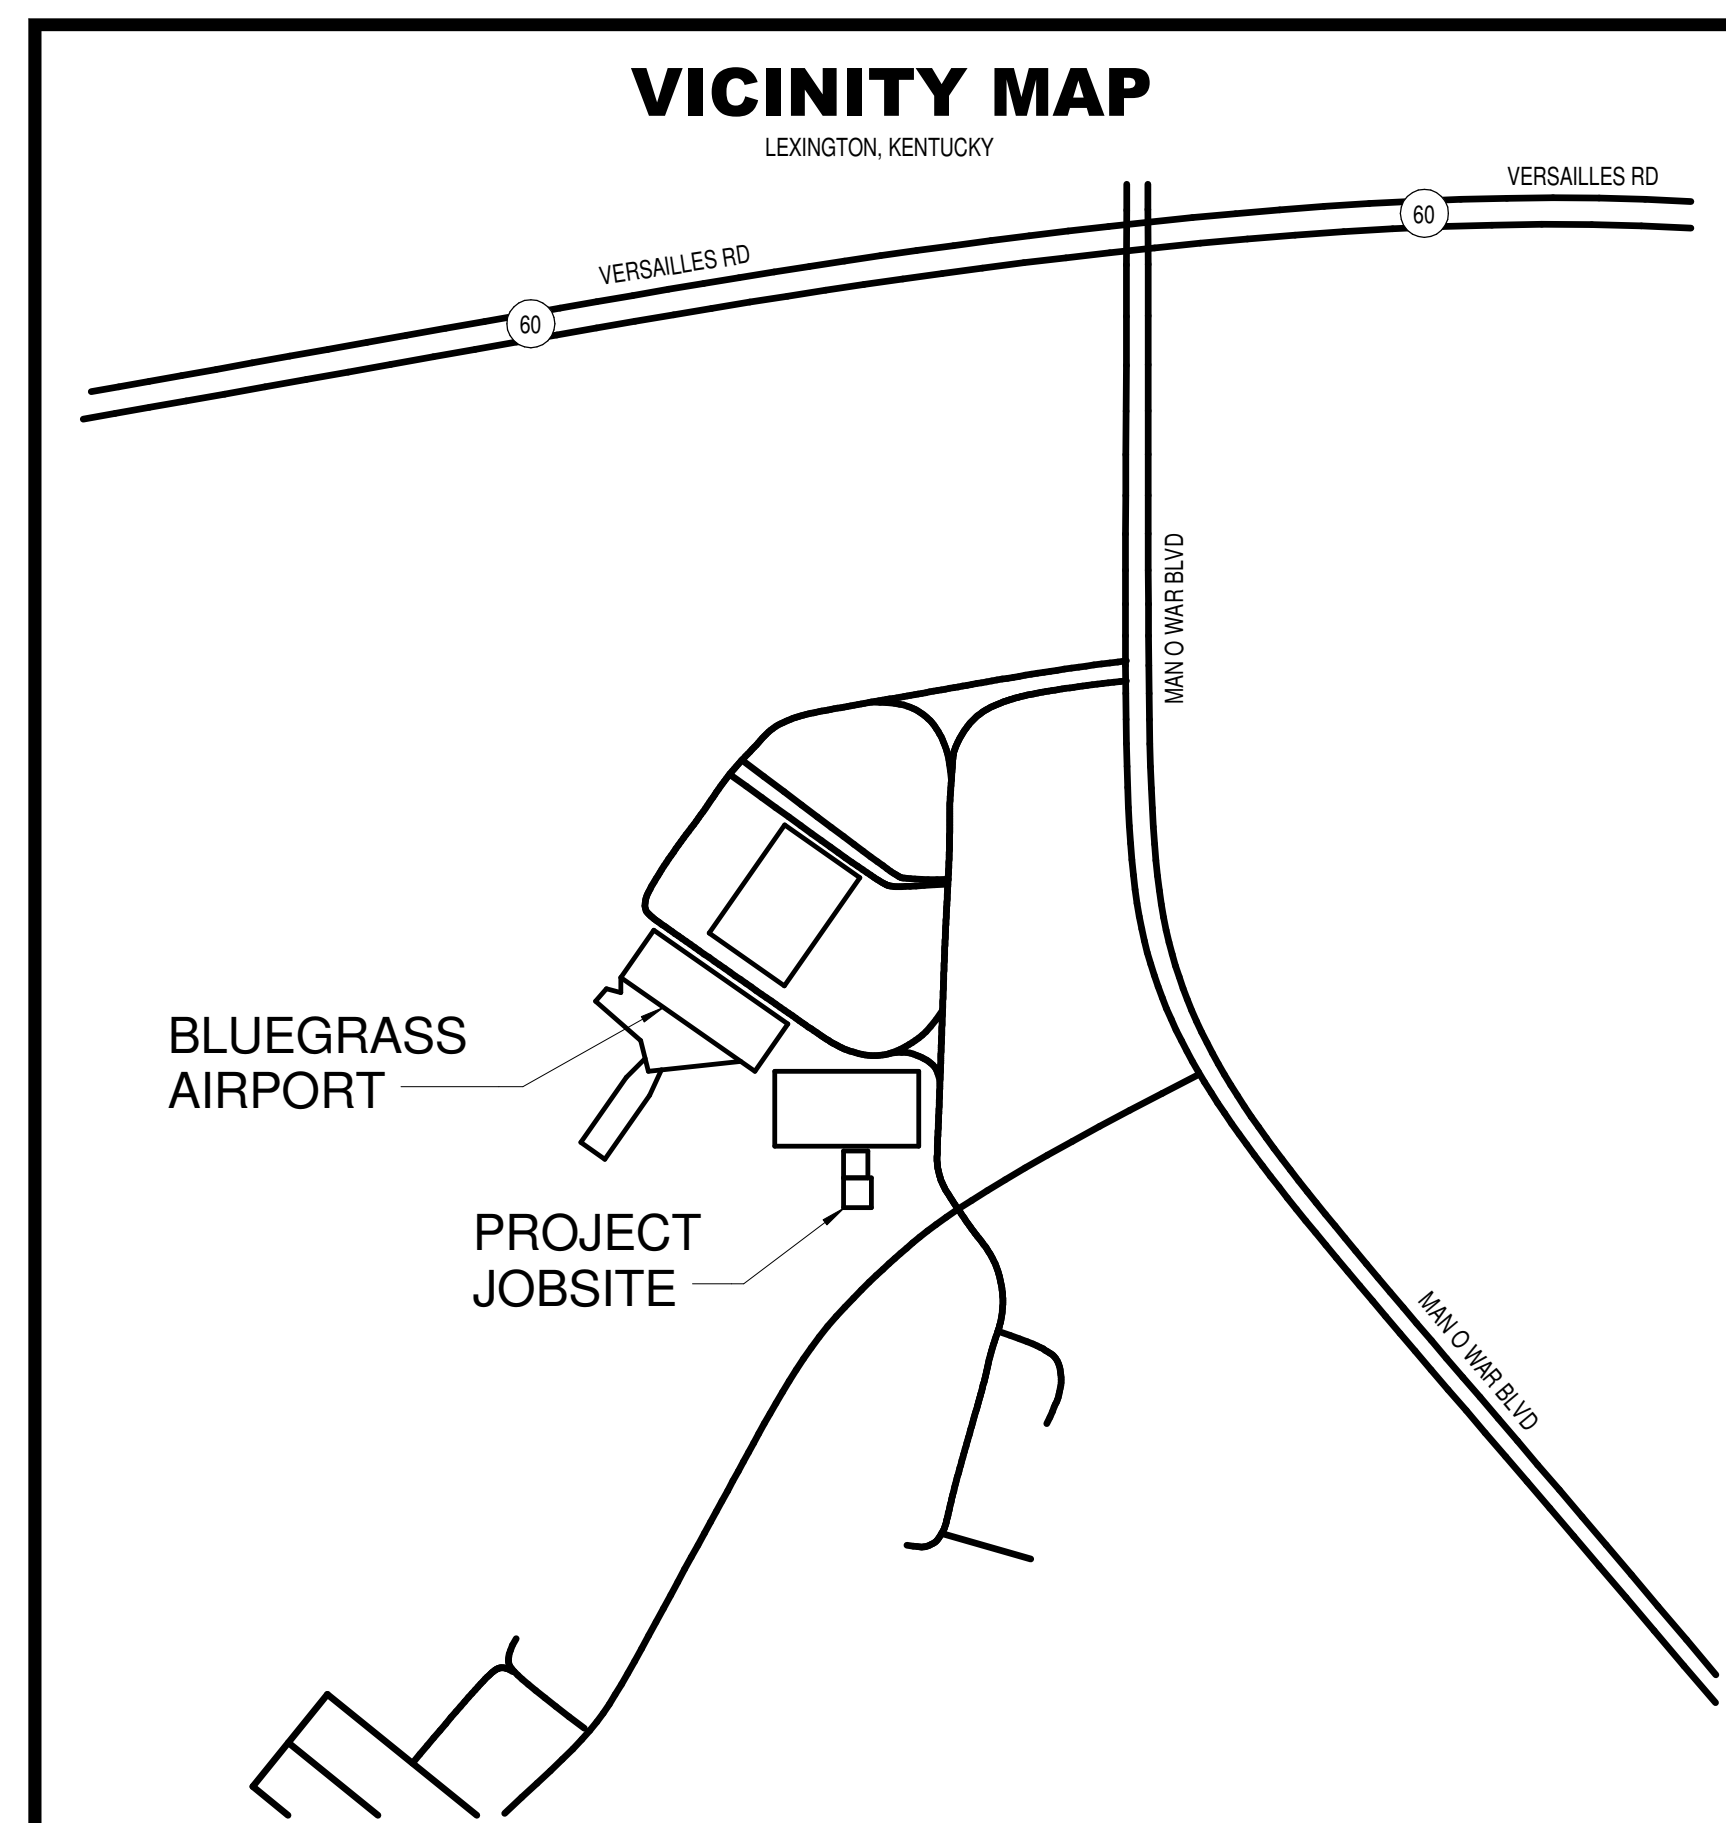 VICINITY MAP
LEXINGTON, KENTUCKY
VERSAILLES RD
60
VERSAILLES RD
60
MAN O WAR BLVD
BLUEGRASS
AIRPORT
PROJECT
JOBSITE
MAN O WAR BLVD